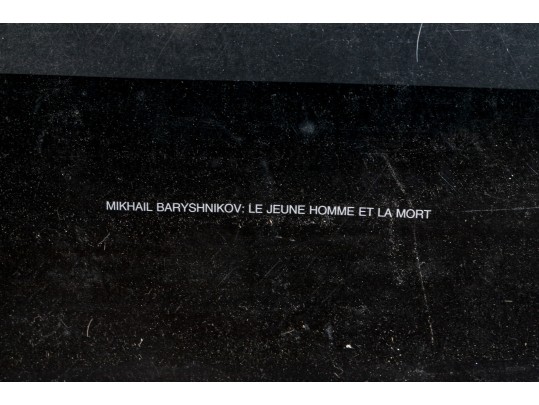 MIKHAIL BARYSHNIKOV: LE JEUNE HOMME ET LA MORT